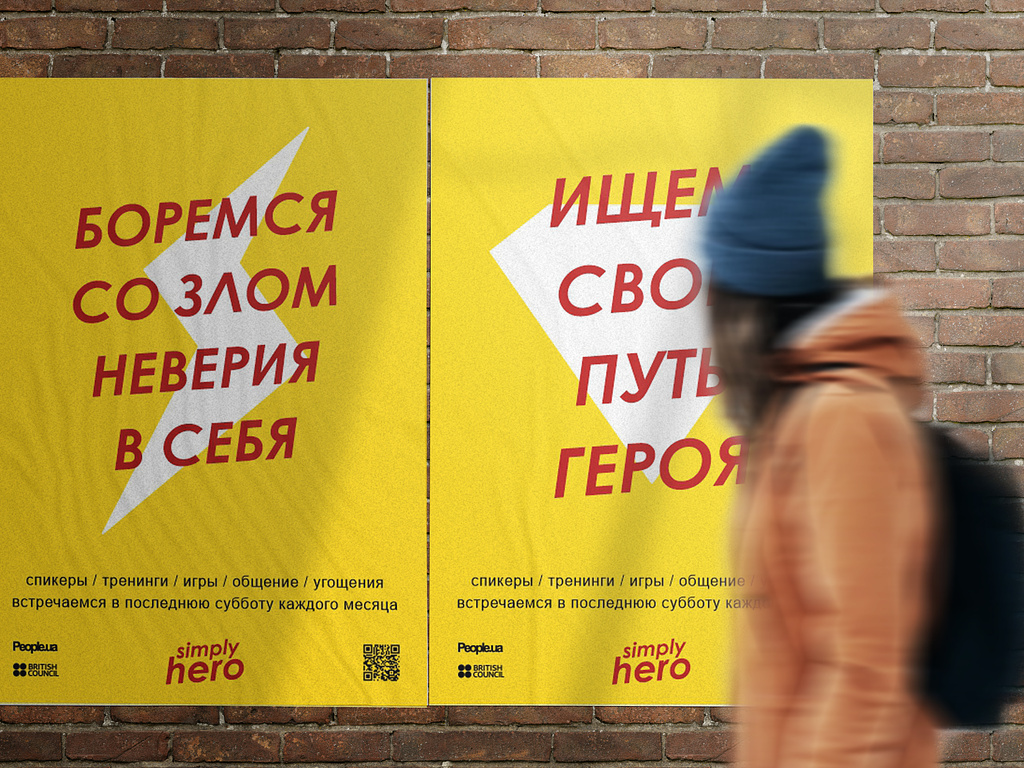 БОРЕМСЯ
СО ЗЛОМ
НЕВЕРИЯ
В СЕБЯ
спикеры / тренинги / игры / общение / угощения
встречаемся в последнюю субботу каждого месяца
People.ua
BRITISH
COUNCIL
simply
hero
ИЩЕМ
ПУТЬ
ГЕРОЯ
спикеры / тренинги / игры / общение /
встречаемся в последнюю субботу
People.ua
BRITISH
COUNCIL
simply
hero